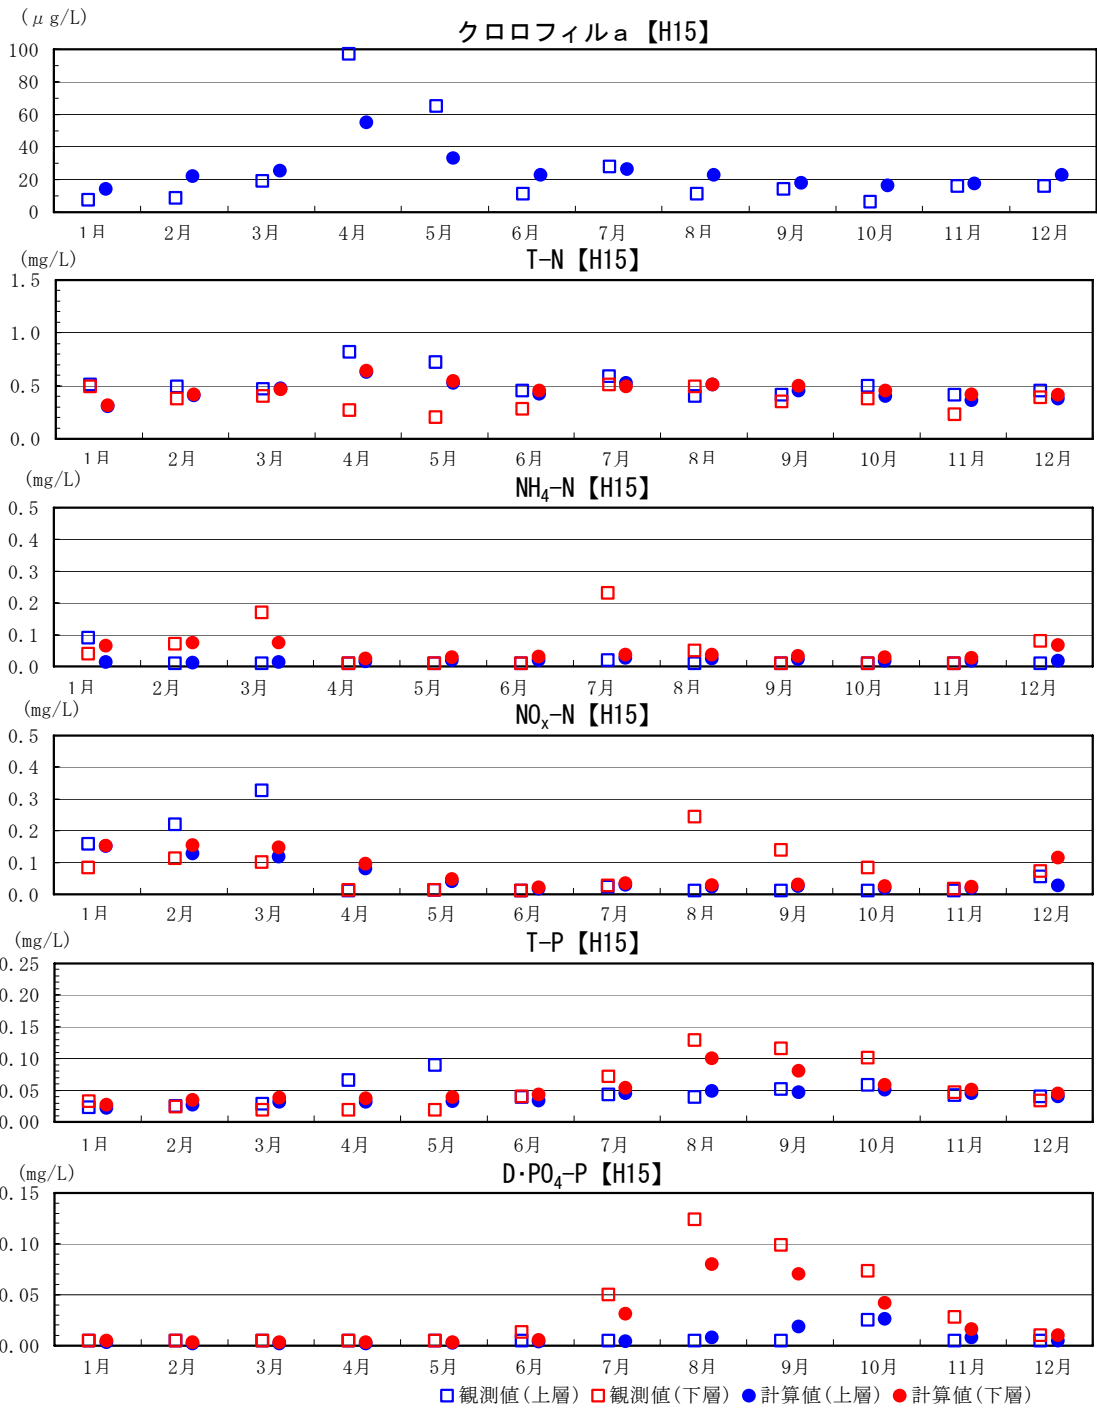 (μg/L)
クロロフィルａ【H15】
100
80
60
40
20
0
1月 2月 3月 4月 5月 6月 7月 8月 9月 10月 11月 12月
(mg/L)
T-N【H15】
1.5
1.0
0.5
0.0
1月 2月 3月 4月 5月 6月 7月 8月 9月 10月 11月 12月
(mg/L)
NH₄-N【H15】
0.5
0.4
0.3
0.2
0.1
0.0
1月 2月 3月 4月 5月 6月 7月 8月 9月 10月 11月 12月
(mg/L)
NOₓ-N【H15】
0.5
0.4
0.3
0.2
0.1
0.0
1月 2月 3月 4月 5月 6月 7月 8月 9月 10月 11月 12月
(mg/L)
T-P【H15】
0.25
0.20
0.15
0.10
0.05
0.00
1月 2月 3月 4月 5月 6月 7月 8月 9月 10月 11月 12月
(mg/L)
D・PO₄-P【H15】
0.15
0.10
0.05
0.00
1月 2月 3月 4月 5月 6月 7月 8月 9月 10月 11月 12月
観測値(上層) 観測値(下層) 計算値(上層) 計算値(下層)